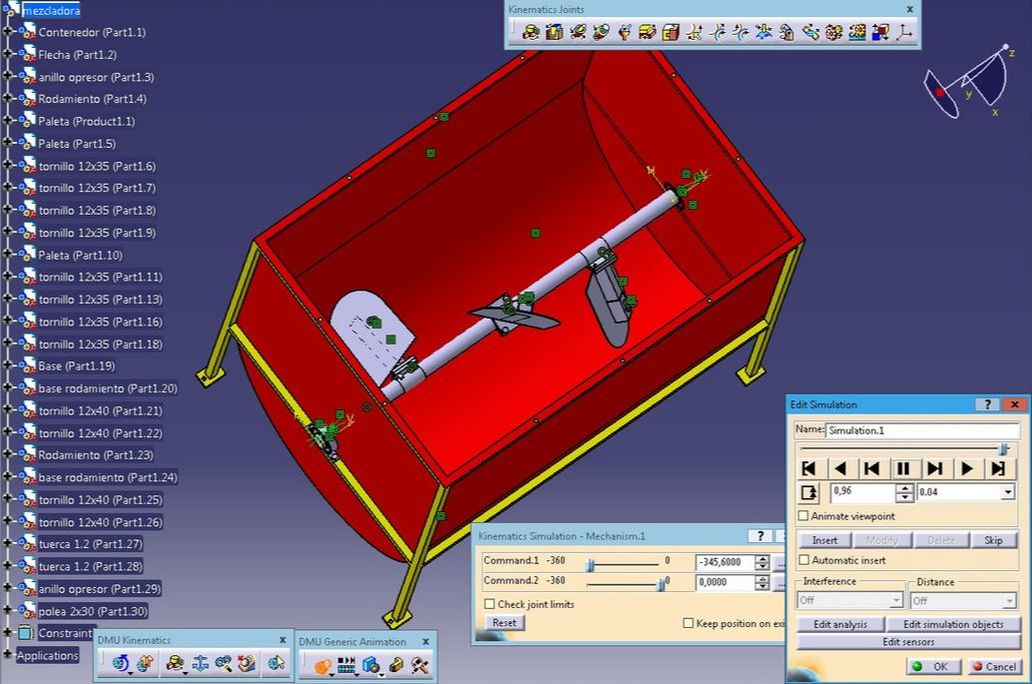 mezcladora
Contenedor (Part1.1)
Flecha (Part1.2)
anillo opresor (Part1.3)
Rodamiento (Part1.4)
Paleta (Product1.1)
Paleta (Part1.5)
tornillo 12x35 (Part1.6)
tornillo 12x35 (Part1.7)
tornillo 12x35 (Part1.8)
tornillo 12x35 (Part1.9)
Paleta (Part1.10)
tornillo 12x35 (Part1.11)
tornillo 12x35 (Part1.13)
tornillo 12x35 (Part1.16)
tornillo 12x35 (Part1.18)
Base (Part1.19)
base rodamiento (Part1.20)
tornillo 12x40 (Part1.21)
tornillo 12x40 (Part1.22)
Rodamiento (Part1.23)
base rodamiento (Part1.24)
tornillo 12x40 (Part1.25)
tornillo 12x40 (Part1.26)
tuerca 1.2 (Part1.27)
tuerca 1.2 (Part1.28)
anillo opresor (Part1.29)
polea 2x30 (Part1.30)
Constraint
Applications
Kinematics Joints x
z
y
x
DMU Kinematics x
DMU Generic Animation x
Kinematics Simulation - Mechanism.1 ?
Command.1 -360 0 -345,6000 ...
Command.2 -360 0 0,0000 ...
Check joint limits
Reset Keep position on exi
Edit Simulation ? x
Name: Simulation.1
0,96 0.04
Animate viewpoint
Insert Modify Delete Skip
Automatic insert
Interference Distance
Off Off
Edit analysis Edit simulation objects
Edit sensors
OK Cancel